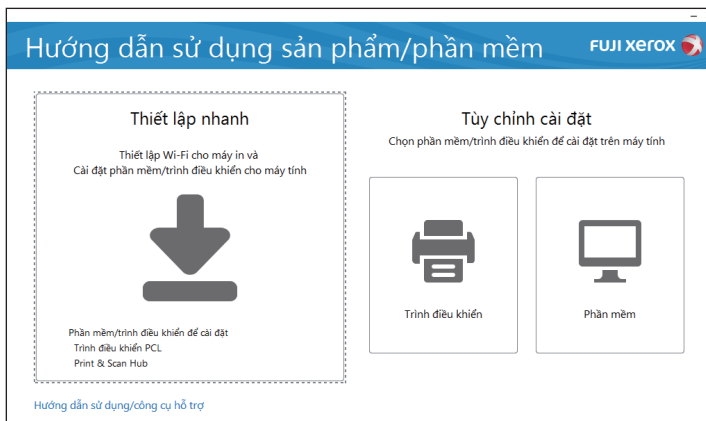 Hướng dẫn sử dụng sản phẩm/phần mềm
FUJI xerox
Thiết lập nhanh
Thiết lập Wi-Fi cho máy in và
Cài đặt phần mềm/trình điều khiển cho máy tính
Phần mềm/trình điều khiển để cài đặt
Trình điều khiển PCL
Print & Scan Hub
Tùy chỉnh cài đặt
Chọn phần mềm/trình điều khiển để cài đặt trên máy tính
Trình điều khiển
Phần mềm
Hướng dẫn sử dụng/công cụ hỗ trợ